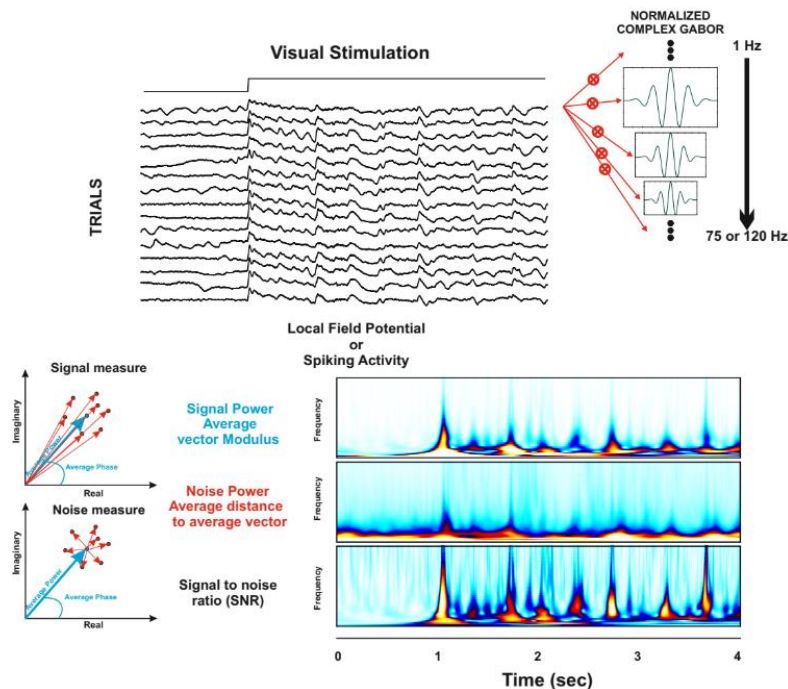 NORMALIZED
COMPLEX GABOR
Visual Stimulation
1 Hz
TRIALS
75 or 120 Hz
Local Field Potential
or
Spiking Activity
Signal measure
Imaginary
Average Power
Average Phase
Real
Signal Power
Average
vector Modulus
Frequency
Noise Power
Average distance
to average vector
Frequency
Noise measure
Imaginary
Average Power
Average Phase
Real
Signal to noise
ratio (SNR)
Frequency
0 1 2 3 4
Time (sec)